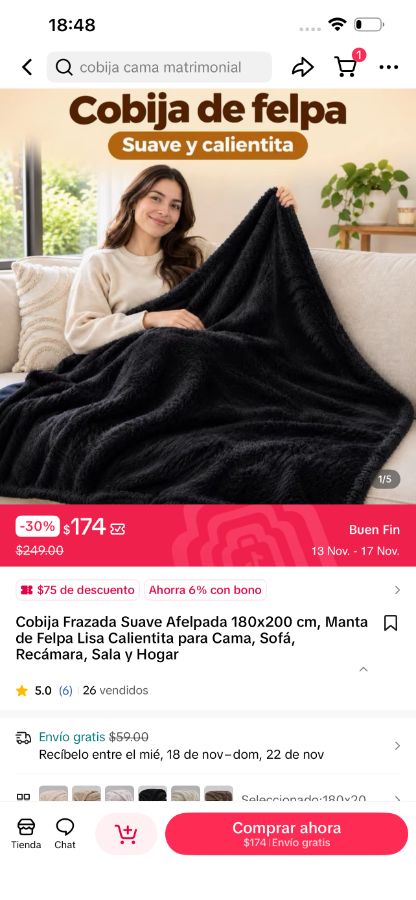 18:48
cobija cama matrimonial
1
Cobija de felpa
Suave y calientita
1/5
-30% $174
Buen Fin
$249.00
13 Nov. - 17 Nov.
$75 de descuento
Ahorra 6% con bono
Cobija Frazada Suave Afelpada 180x200 cm, Manta
de Felpa Lisa Calientita para Cama, Sofá,
Recámara, Sala y Hogar
5.0 (6) 26 vendidos
Envío gratis $59.00
Recíbelo entre el mié, 18 de nov–dom, 22 de nov
Seleccionado:180x20
Tienda
Chat
Comprar ahora
$174 | Envío gratis